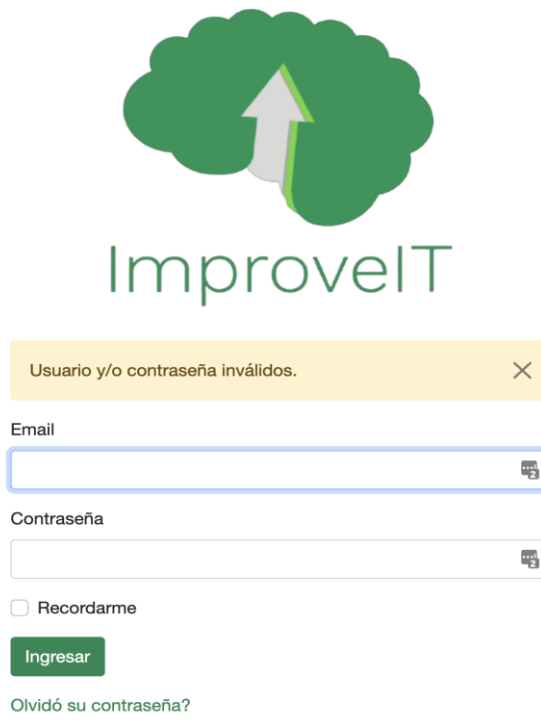 ImproveIT
Usuario y/o contraseña inválidos.
Email
Contraseña
Recordarme
Ingresar
Olvidó su contraseña?